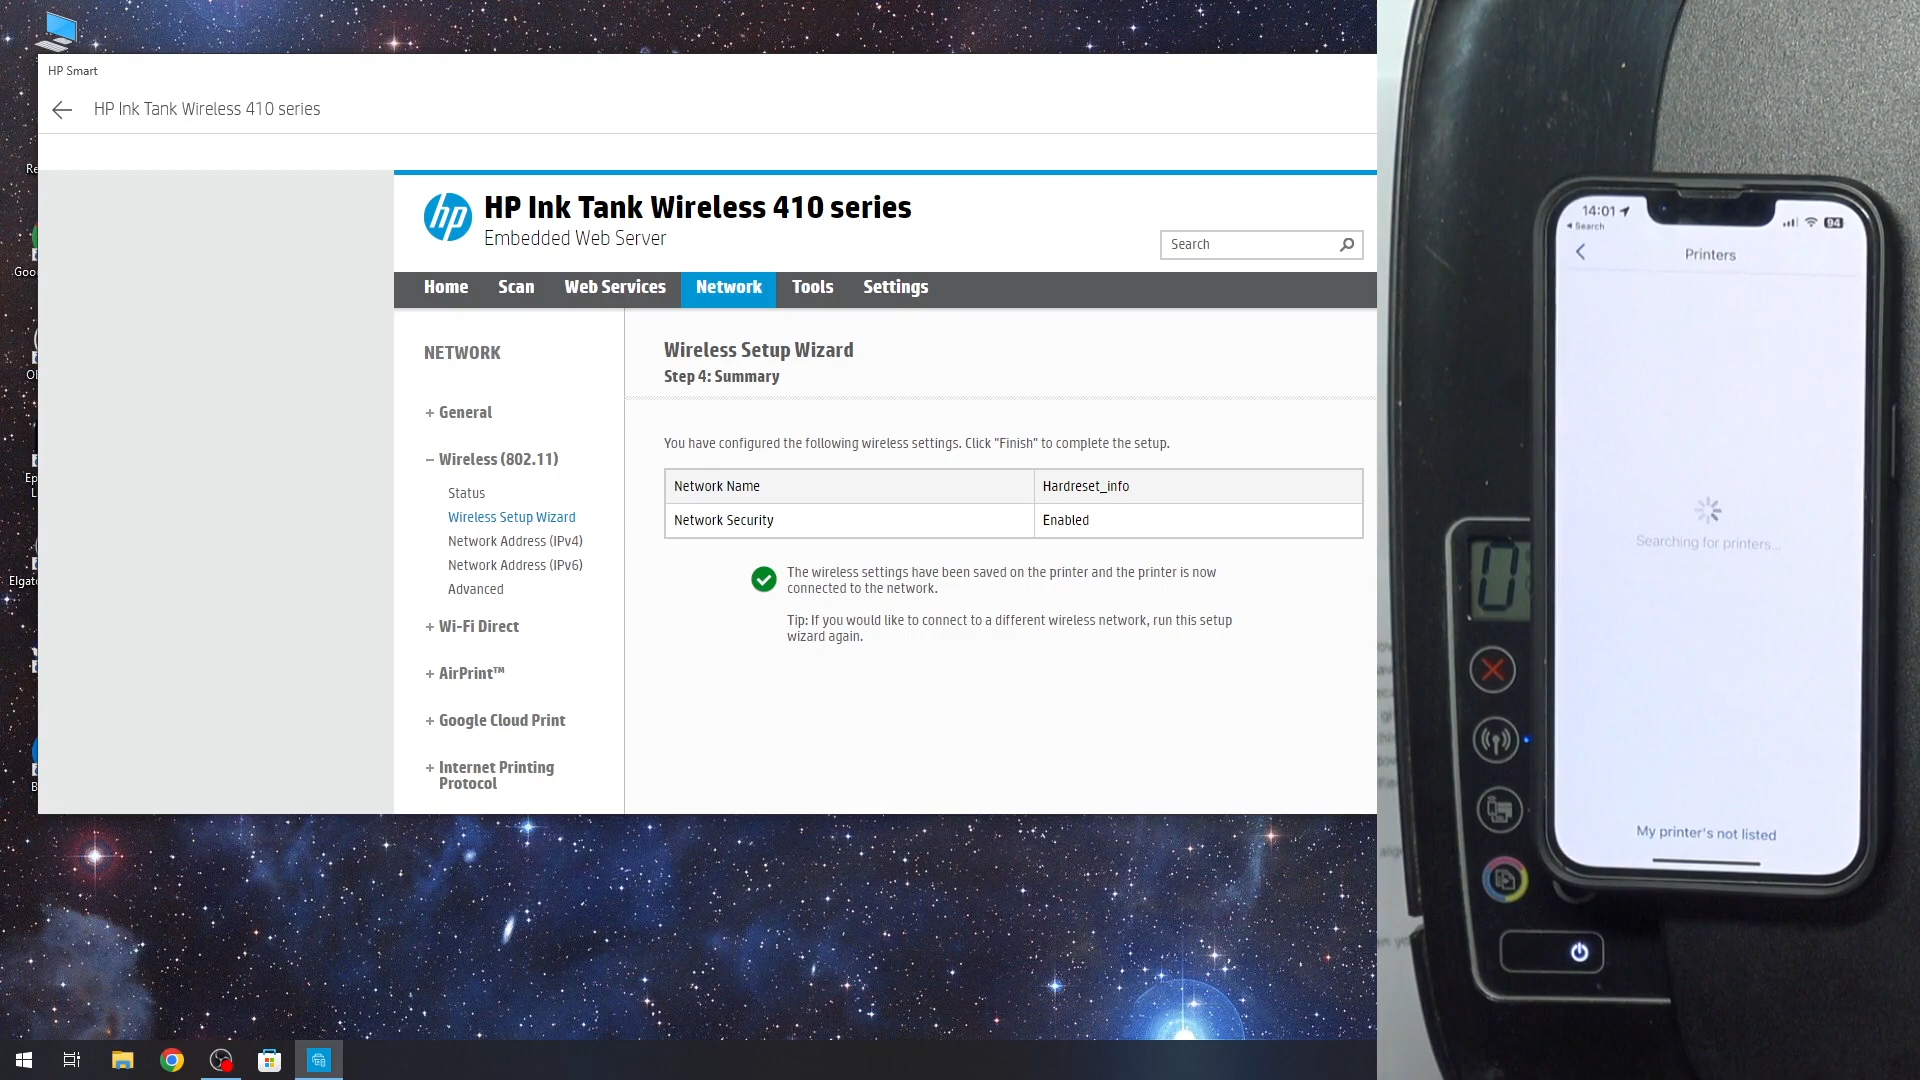 HP Smart
HP Ink Tank Wireless 410 series
hp
HP Ink Tank Wireless 410 series
Embedded Web Server
Search
Home Scan Web Services Network Tools Settings
NETWORK
+ General
– Wireless (802.11)
Status
Wireless Setup Wizard
Network Address (IPv4)
Network Address (IPv6)
Advanced
+ Wi-Fi Direct
+ AirPrint™
+ Google Cloud Print
+ Internet Printing
Protocol
Wireless Setup Wizard
Step 4: Summary
You have configured the following wireless settings. Click "Finish" to complete the setup.
Network Name Hardreset_info
Network Security Enabled
The wireless settings have been saved on the printer and the printer is now
connected to the network.
Tip: If you would like to connect to a different wireless network, run this setup
wizard again.
14:01
94
Search
Printers
Searching for printers...
My printer's not listed